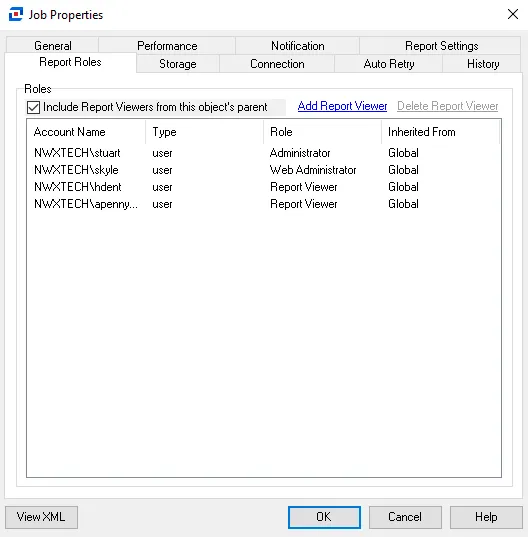 Job Properties
General Performance Notification Report Settings
Report Roles Storage Connection Auto Retry History
Roles
Include Report Viewers from this object's parent Add Report Viewer Delete Report Viewer
Account Name Type Role Inherited From
NWXTECH\stuart user Administrator Global
NWXTECH\skyle user Web Administrator Global
NWXTECH\hdent user Report Viewer Global
NWXTECH\apenny... user Report Viewer Global
View XML OK Cancel Help